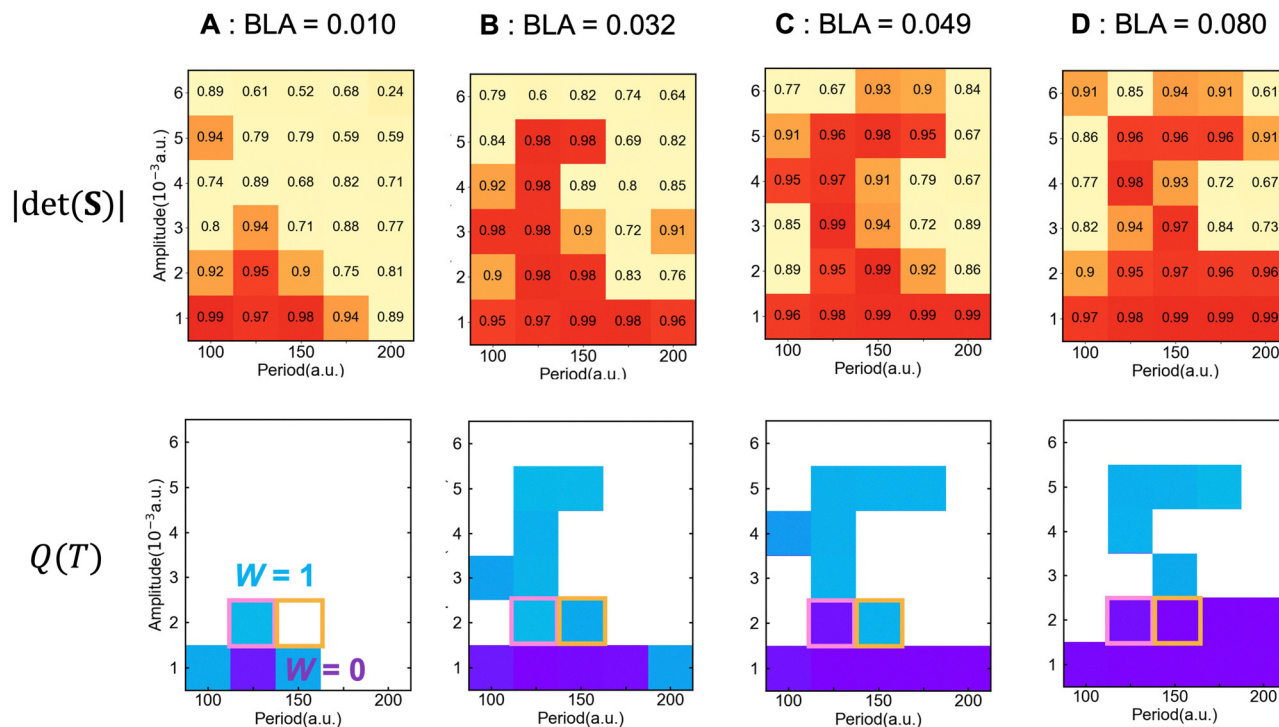 A : BLA = 0.010
B : BLA = 0.032
C : BLA = 0.049
D : BLA = 0.080
|det(S)|
Amplitude(10⁻³a.u.)
6 0.89 0.61 0.52 0.68 0.24
5 0.94 0.79 0.79 0.59 0.59
4 0.74 0.89 0.68 0.82 0.71
3 0.8 0.94 0.71 0.88 0.77
2 0.92 0.95 0.9 0.75 0.81
1 0.99 0.97 0.98 0.94 0.89
100 150 200
Period(a.u.)
6 0.79 0.6 0.82 0.74 0.64
5 0.84 0.98 0.98 0.69 0.82
4 0.92 0.98 0.89 0.8 0.85
3 0.98 0.98 0.9 0.72 0.91
2 0.9 0.98 0.98 0.83 0.76
1 0.95 0.97 0.99 0.98 0.96
100 150 200
Period(a.u.)
6 0.77 0.67 0.93 0.9 0.84
5 0.91 0.96 0.98 0.95 0.67
4 0.95 0.97 0.91 0.79 0.67
3 0.85 0.99 0.94 0.72 0.89
2 0.89 0.95 0.99 0.92 0.86
1 0.96 0.98 0.99 0.99 0.99
100 150 200
Period(a.u.)
6 0.91 0.85 0.94 0.91 0.61
5 0.86 0.96 0.96 0.96 0.91
4 0.77 0.98 0.93 0.72 0.67
3 0.82 0.94 0.97 0.84 0.73
2 0.9 0.95 0.97 0.96 0.96
1 0.97 0.98 0.99 0.99 0.99
100 150 200
Period(a.u.)
Q(T)
Amplitude(10⁻³a.u.)
6
5
4
3
2
1
W = 1
W = 0
100 150 200
Period(a.u.)
6
5
4
3
2
1
100 150 200
Period(a.u.)
6
5
4
3
2
1
100 150 200
Period(a.u.)
6
5
4
3
2
1
100 150 200
Period(a.u.)